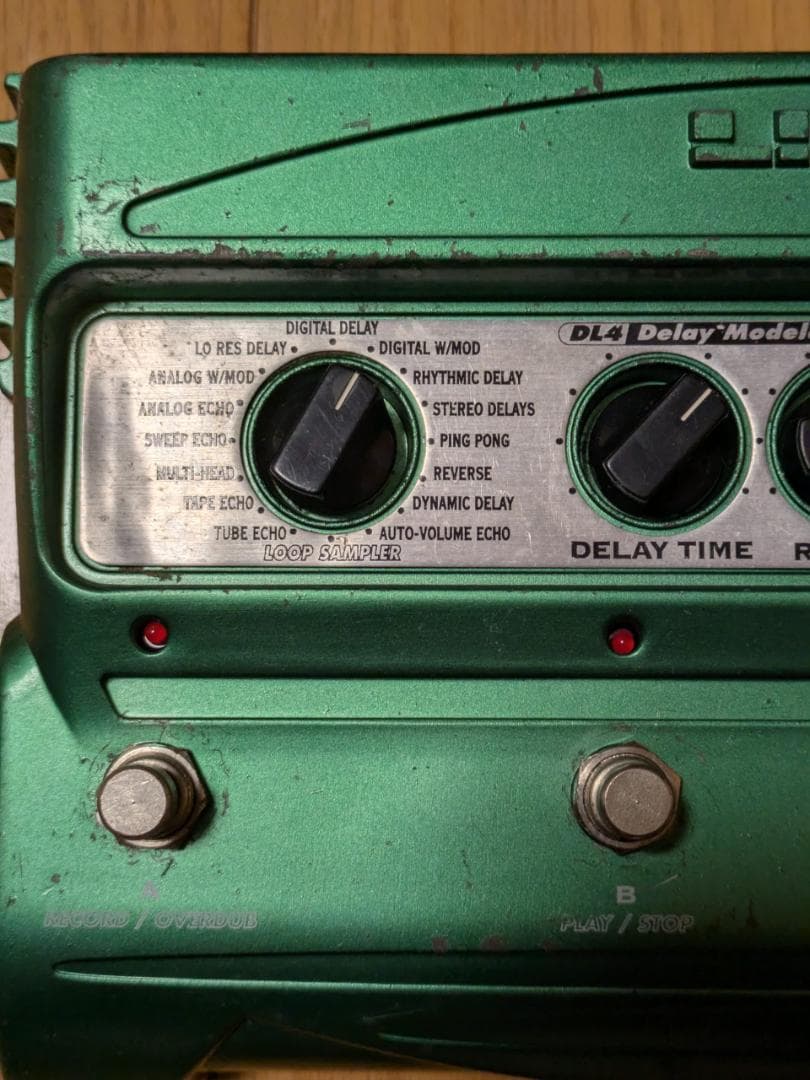 DL4 Delay Model
DIGITAL DELAY
LO RES DELAY
DIGITAL W/MOD
ANALOG W/MOD
RHYTHMIC DELAY
ANALOG ECHO
STEREO DELAYS
SWEEP ECHO
PING PONG
MULTI-HEAD
REVERSE
TAPE ECHO
DYNAMIC DELAY
TUBE ECHO
AUTO-VOLUME ECHO
LOOP SAMPLER
DELAY TIME
R
A
B
RECORD / OVERDUB
PLAY / STOP